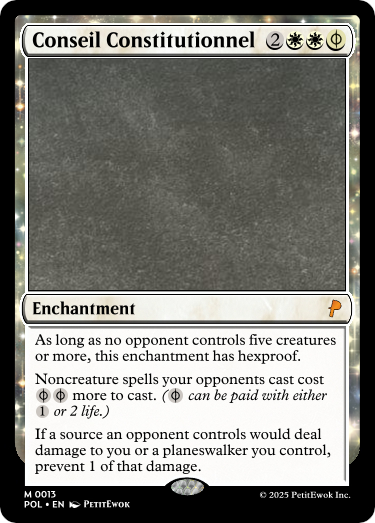 Conseil Constitutionnel 2
Enchantment
As long as no opponent controls five creatures
or more, this enchantment has hexproof.
Noncreature spells your opponents cast cost
more to cast. ( can be paid with either
1 or 2 life.)
If a source an opponent controls would deal
damage to you or a planeswalker you control,
prevent 1 of that damage.
M 0013
POL • EN PetitEwok
© 2025 PetitEwok Inc.